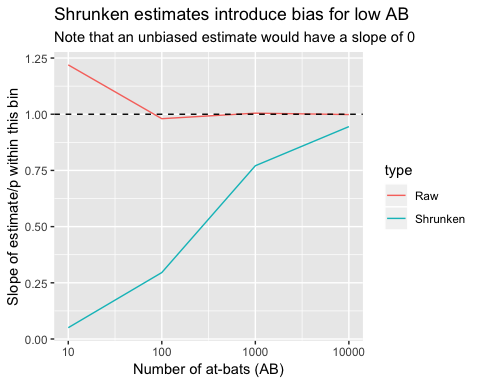 Shrunken estimates introduce bias for low AB
Note that an unbiased estimate would have a slope of 0
1.25
1.00
0.75
0.50
0.25
0.00
Slope of estimate/p within this bin
10
100
1000
10000
Number of at-bats (AB)
type
Raw
Shrunken